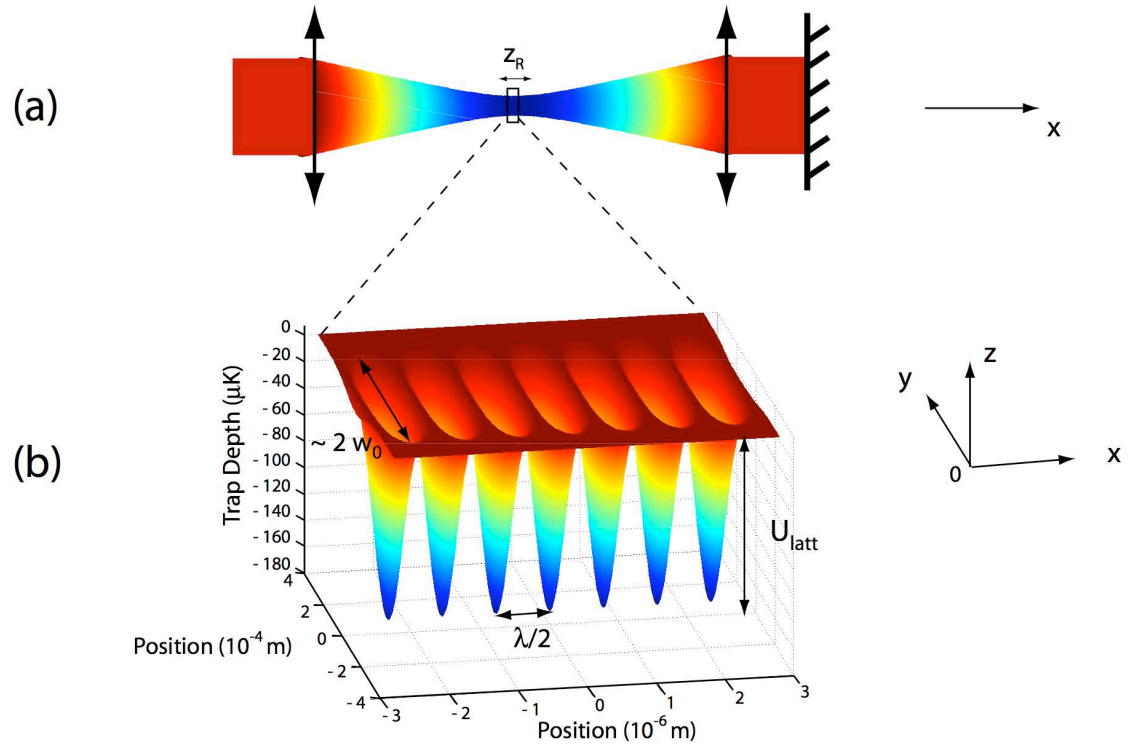 (a)
z_R
x
(b)
Trap Depth (μK)
0
- 20
- 40
- 60
- 80
- 100
- 120
- 140
- 160
- 180
~ 2 w_0
U_latt
λ/2
4
2
0
- 2
- 4
Position (10^-4 m)
- 3
- 2
- 1
0
1
2
3
Position (10^-6 m)
y
z
0
x